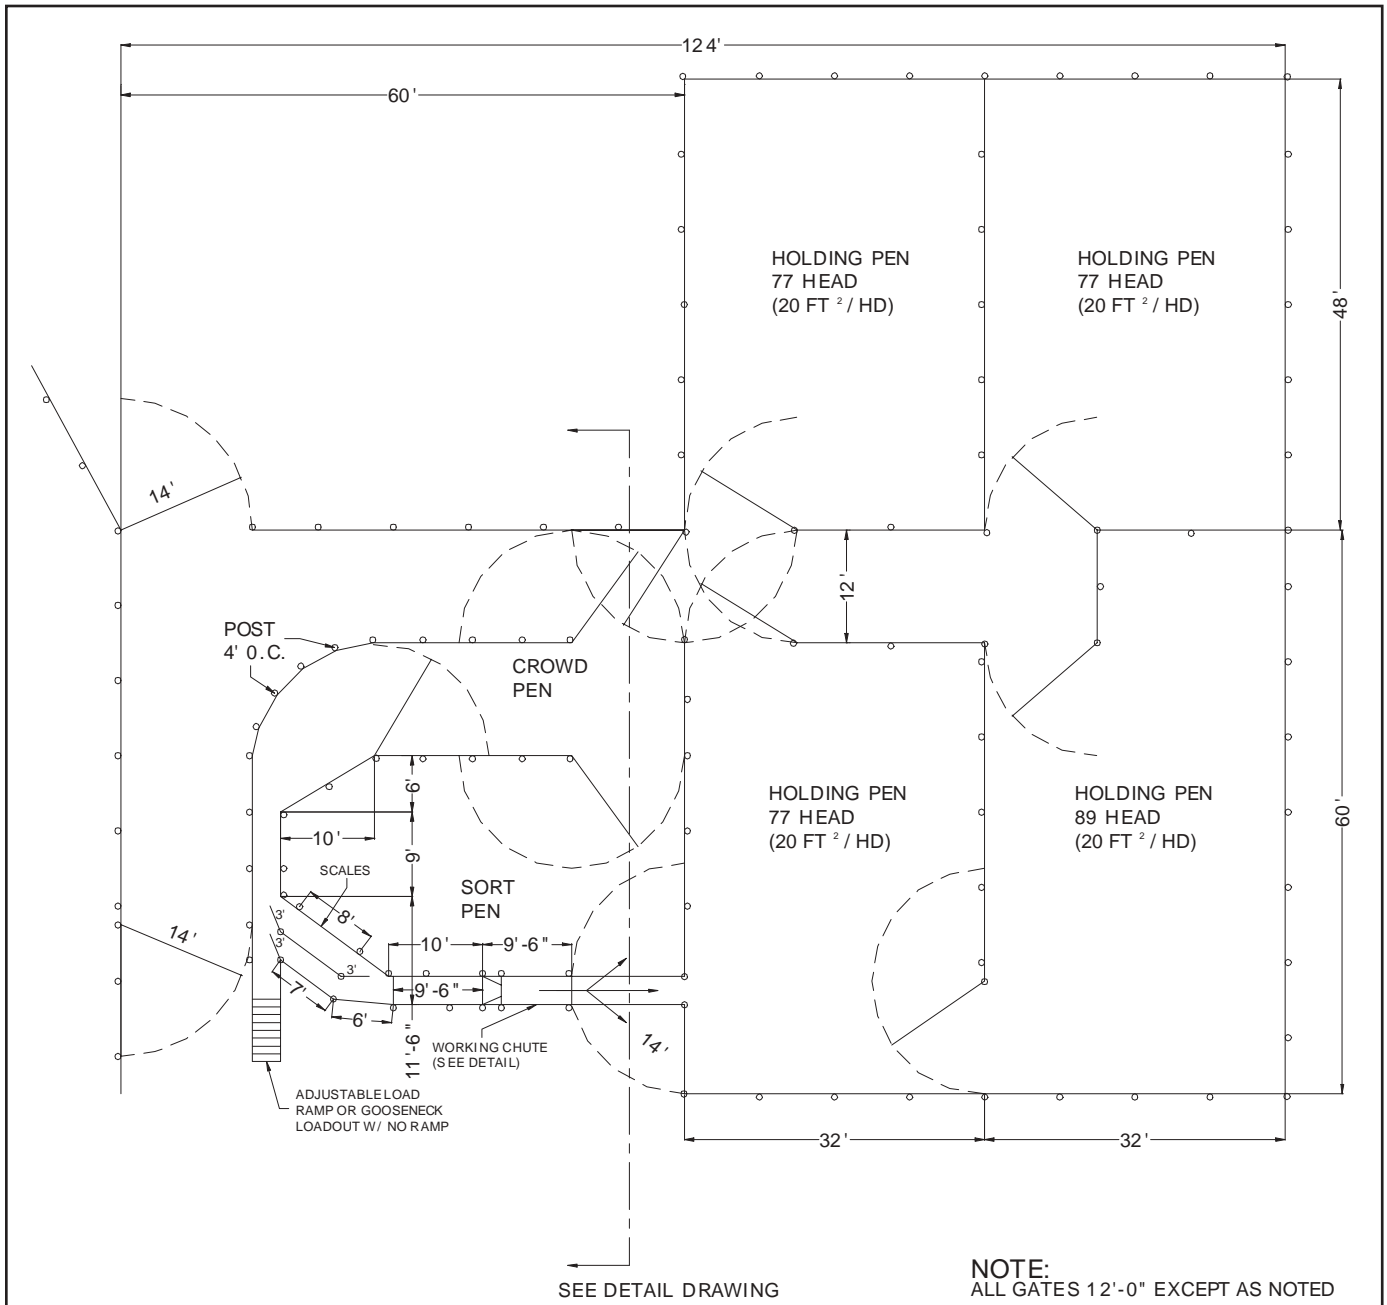 124'
60'
HOLDING PEN
77 HEAD
(20 FT ² / HD)
HOLDING PEN
77 HEAD
(20 FT ² / HD)
48'
14'
12'
POST
4' O.C.
CROWD
PEN
6'
10'
9'
SCALES
8'
SORT
PEN
HOLDING PEN
77 HEAD
(20 FT ² / HD)
HOLDING PEN
89 HEAD
(20 FT ² / HD)
60'
3'
3'
3'
14'
10'
9'-6"
9'-6"
7'
6'
11'-6"
WORKING CHUTE
(SEE DETAIL)
14'
ADJUSTABLE LOAD
RAMP OR GOOSENECK
LOADOUT W/ NO RAMP
32'
32'
SEE DETAIL DRAWING
NOTE:
ALL GATES 12'-0" EXCEPT AS NOTED